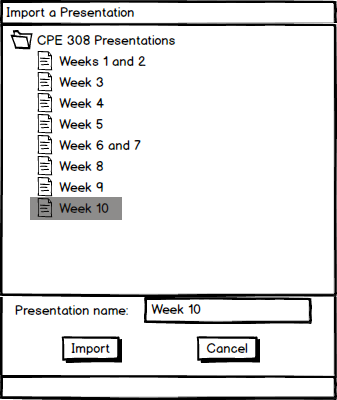 Import a Presentation
CPE 308 Presentations
Weeks 1 and 2
Week 3
Week 4
Week 5
Week 6 and 7
Week 8
Week 9
Week 10
Presentation name: Week 10
Import Cancel